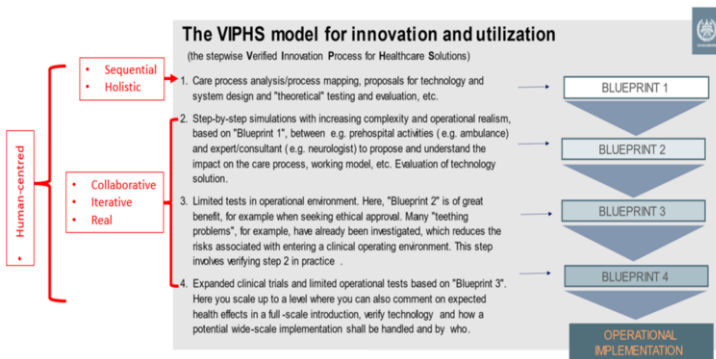 The VIPHS model for innovation and utilization
(the stepwise Verified Innovation Process for Healthcare Solutions)
• Human-centred
• Sequential
• Holistic
• Collaborative
• Iterative
• Real
1. Care process analysis/process mapping, proposals for technology and
system design and "theoretical" testing and evaluation, etc.
2. Step-by-step simulations with increasing complexity and operational realism,
based on "Blueprint 1", between e.g. prehospital activities ( e.g. ambulance)
and expert/consultant ( e.g. neurologist) to propose and understand the
impact on the care process, working model, etc. Evaluation of technology
solution.
3. Limited tests in operational environment. Here, "Blueprint 2" is of great
benefit, for example when seeking ethical approval. Many "teething
problems", for example, have already been investigated, which reduces the
risks associated with entering a clinical operating environment. This step
involves verifying step 2 in practice .
4. Expanded clinical trials and limited operational tests based on "Blueprint 3".
Here you scale up to a level where you can also comment on expected
health effects in a full -scale introduction, verify technology and how a
potential wide-scale implementation shall be handled and by who.
BLUEPRINT 1
BLUEPRINT 2
BLUEPRINT 3
BLUEPRINT 4
OPERATIONAL
IMPLEMENTATION